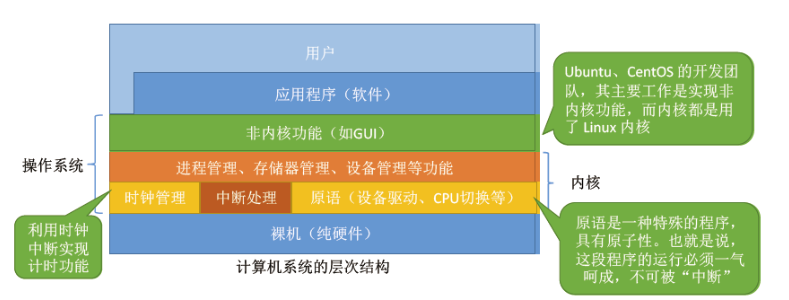 用户
应用程序（软件）
Ubuntu、CentOS 的开发团
队，其主要工作是实现非
内核功能，而内核都是用
了 Linux 内核
非内核功能（如GUI）
操作系统
进程管理、存储器管理、设备管理等功能
内核
时钟管理
中断处理
原语（设备驱动、CPU切换等）
利用时钟
中断实现
计时功能
裸机（纯硬件）
原语是一种特殊的程序，
具有原子性。也就是说，
这段程序的运行必须一气
呵成，不可被“中断”
计算机系统的层次结构